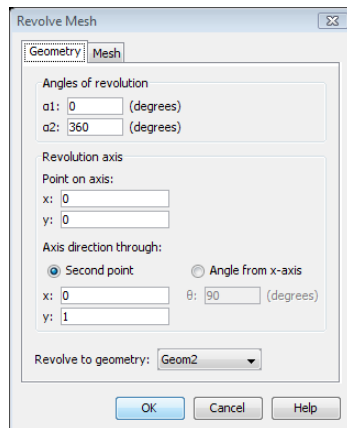 Revolve Mesh
Geometry Mesh
Angles of revolution
α1: 0 (degrees)
α2: 360 (degrees)
Revolution axis
Point on axis:
x: 0
y: 0
Axis direction through:
Second point Angle from x-axis
x: 0 θ: 90 (degrees)
y: 1
Revolve to geometry: Geom2
OK Cancel Help